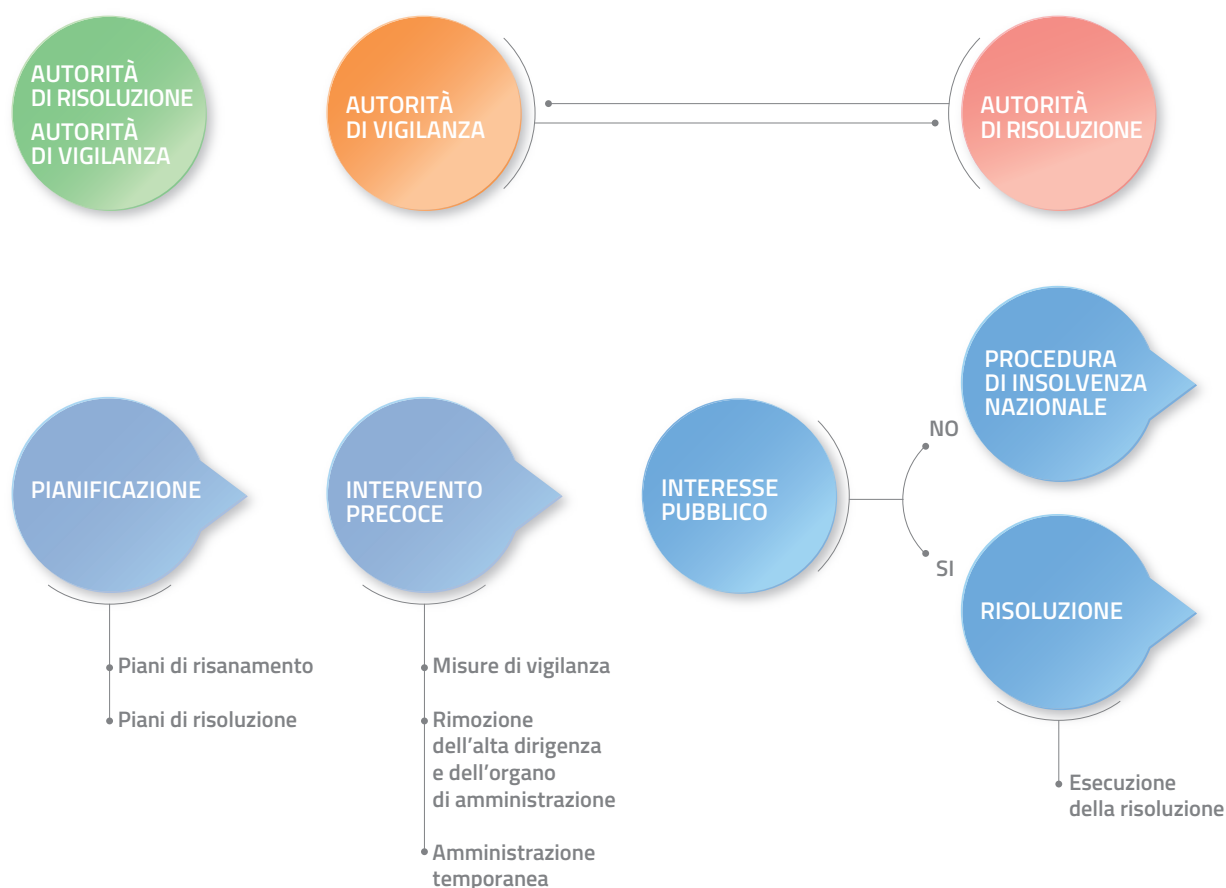 AUTORITÀ
DI RISOLUZIONE
AUTORITÀ
DI VIGILANZA
AUTORITÀ
DI VIGILANZA
AUTORITÀ
DI RISOLUZIONE
PIANIFICAZIONE
Piani di risanamento
Piani di risoluzione
INTERVENTO
PRECOCE
Misure di vigilanza
Rimozione
dell’alta dirigenza
e dell’organo
di amministrazione
Amministrazione
temporanea
INTERESSE
PUBBLICO
NO
PROCEDURA
DI INSOLVENZA
NAZIONALE
SI
RISOLUZIONE
Esecuzione
della risoluzione